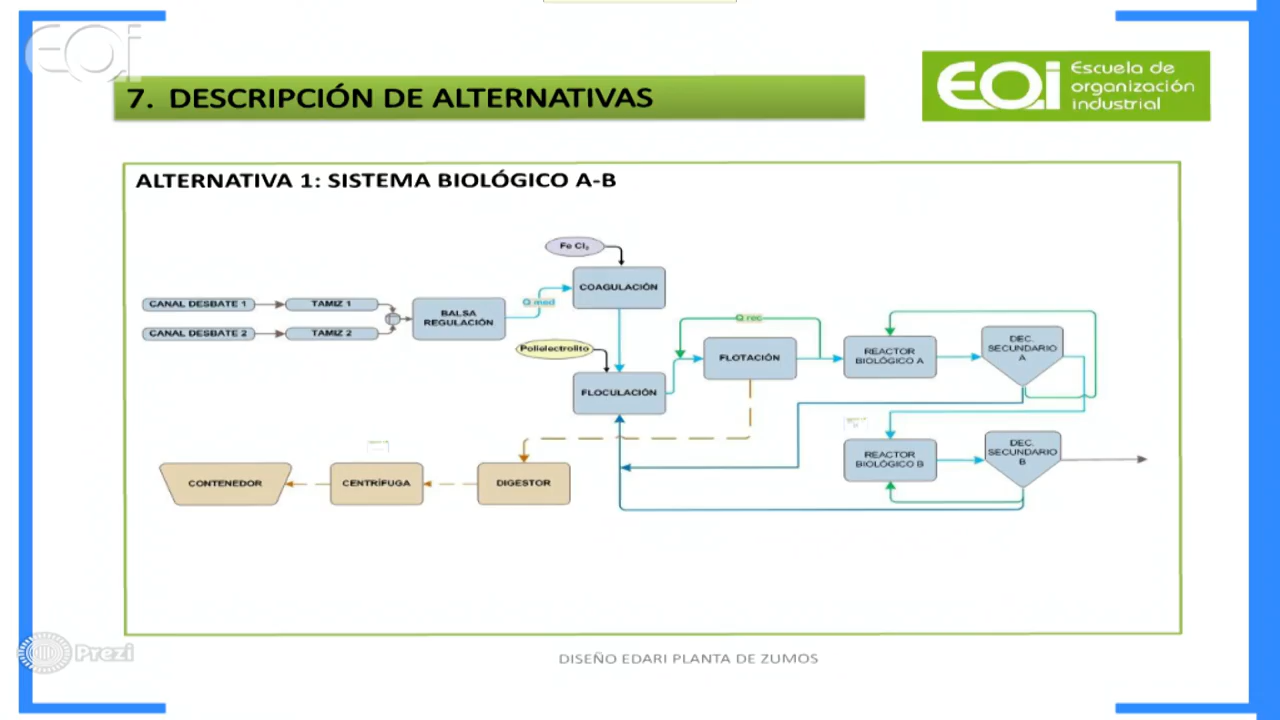 EOi
EOi Escuela de
organización
industrial
7. DESCRIPCIÓN DE ALTERNATIVAS
ALTERNATIVA 1: SISTEMA BIOLÓGICO A-B
Fe Cl₃
COAGULACIÓN
CANAL DESBATE 1
TAMIZ 1
Q med
BALSA
REGULACIÓN
CANAL DESBATE 2
TAMIZ 2
Q rec
Polielectrolito
FLOTACIÓN
REACTOR
BIOLÓGICO A
DEC.
SECUNDARIO
A
FLOCULACIÓN
REACTOR
BIOLÓGICO B
DEC.
SECUNDARIO
B
CONTENEDOR
CENTRÍFUGA
DIGESTOR
Prezi
DISEÑO EDARI PLANTA DE ZUMOS